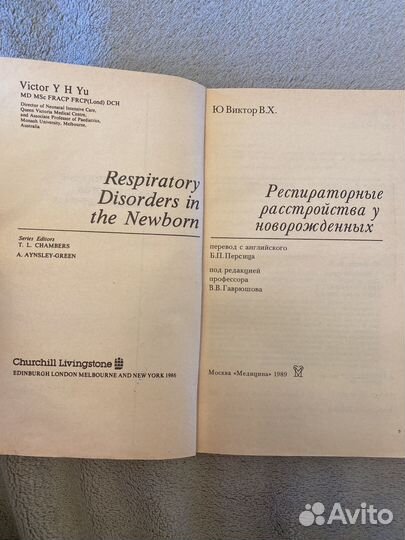 Victor Y H Yu
MD MSc FRACP FRCP(Lond) DCH
Director of Neonatal Intensive Care,
Queen Victoria Medical Centre,
and Associate Professor of Paediatrics,
Monash University, Melbourne,
Australia
Respiratory
Disorders in
the Newborn
Series Editors
T. L. CHAMBERS
A. AYNSLEY-GREEN
Churchill Livingstone
EDINBURGH LONDON MELBOURNE AND NEW YORK 1986
Ю Виктор В.Х.
Респираторные
расстройства у
новорожденных
перевод с английского
Б.П. Персица
под редакцией
профессора
В.В. Гаврюшова
Москва «Медицина» 1989
Avito